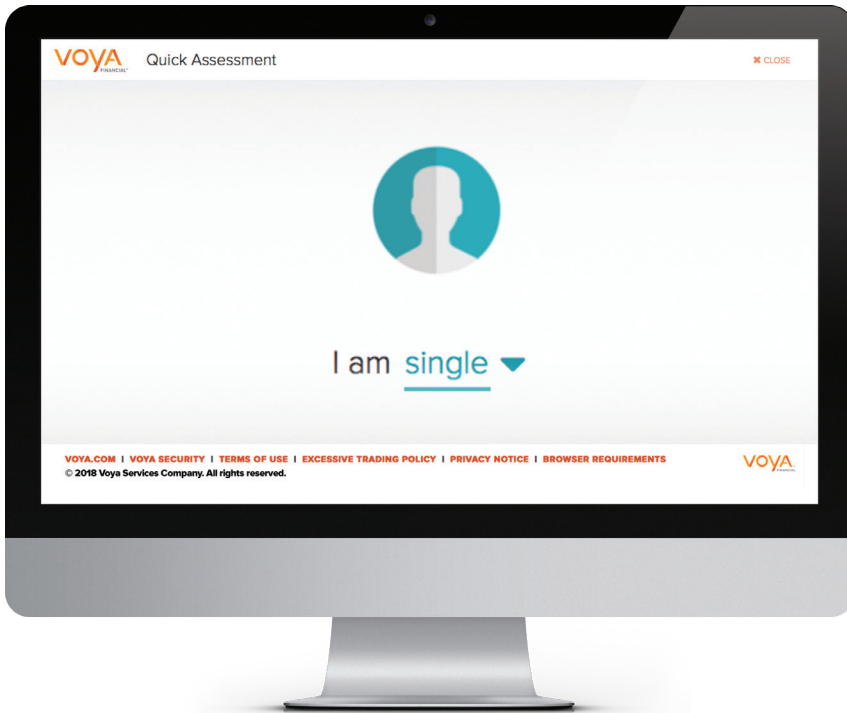 VOYA FINANCIAL Quick Assessment ✖ CLOSE
I am single
VOYA.COM | VOYA SECURITY | TERMS OF USE | EXCESSIVE TRADING POLICY | PRIVACY NOTICE | BROWSER REQUIREMENTS
© 2018 Voya Services Company. All rights reserved.
VOYA FINANCIAL